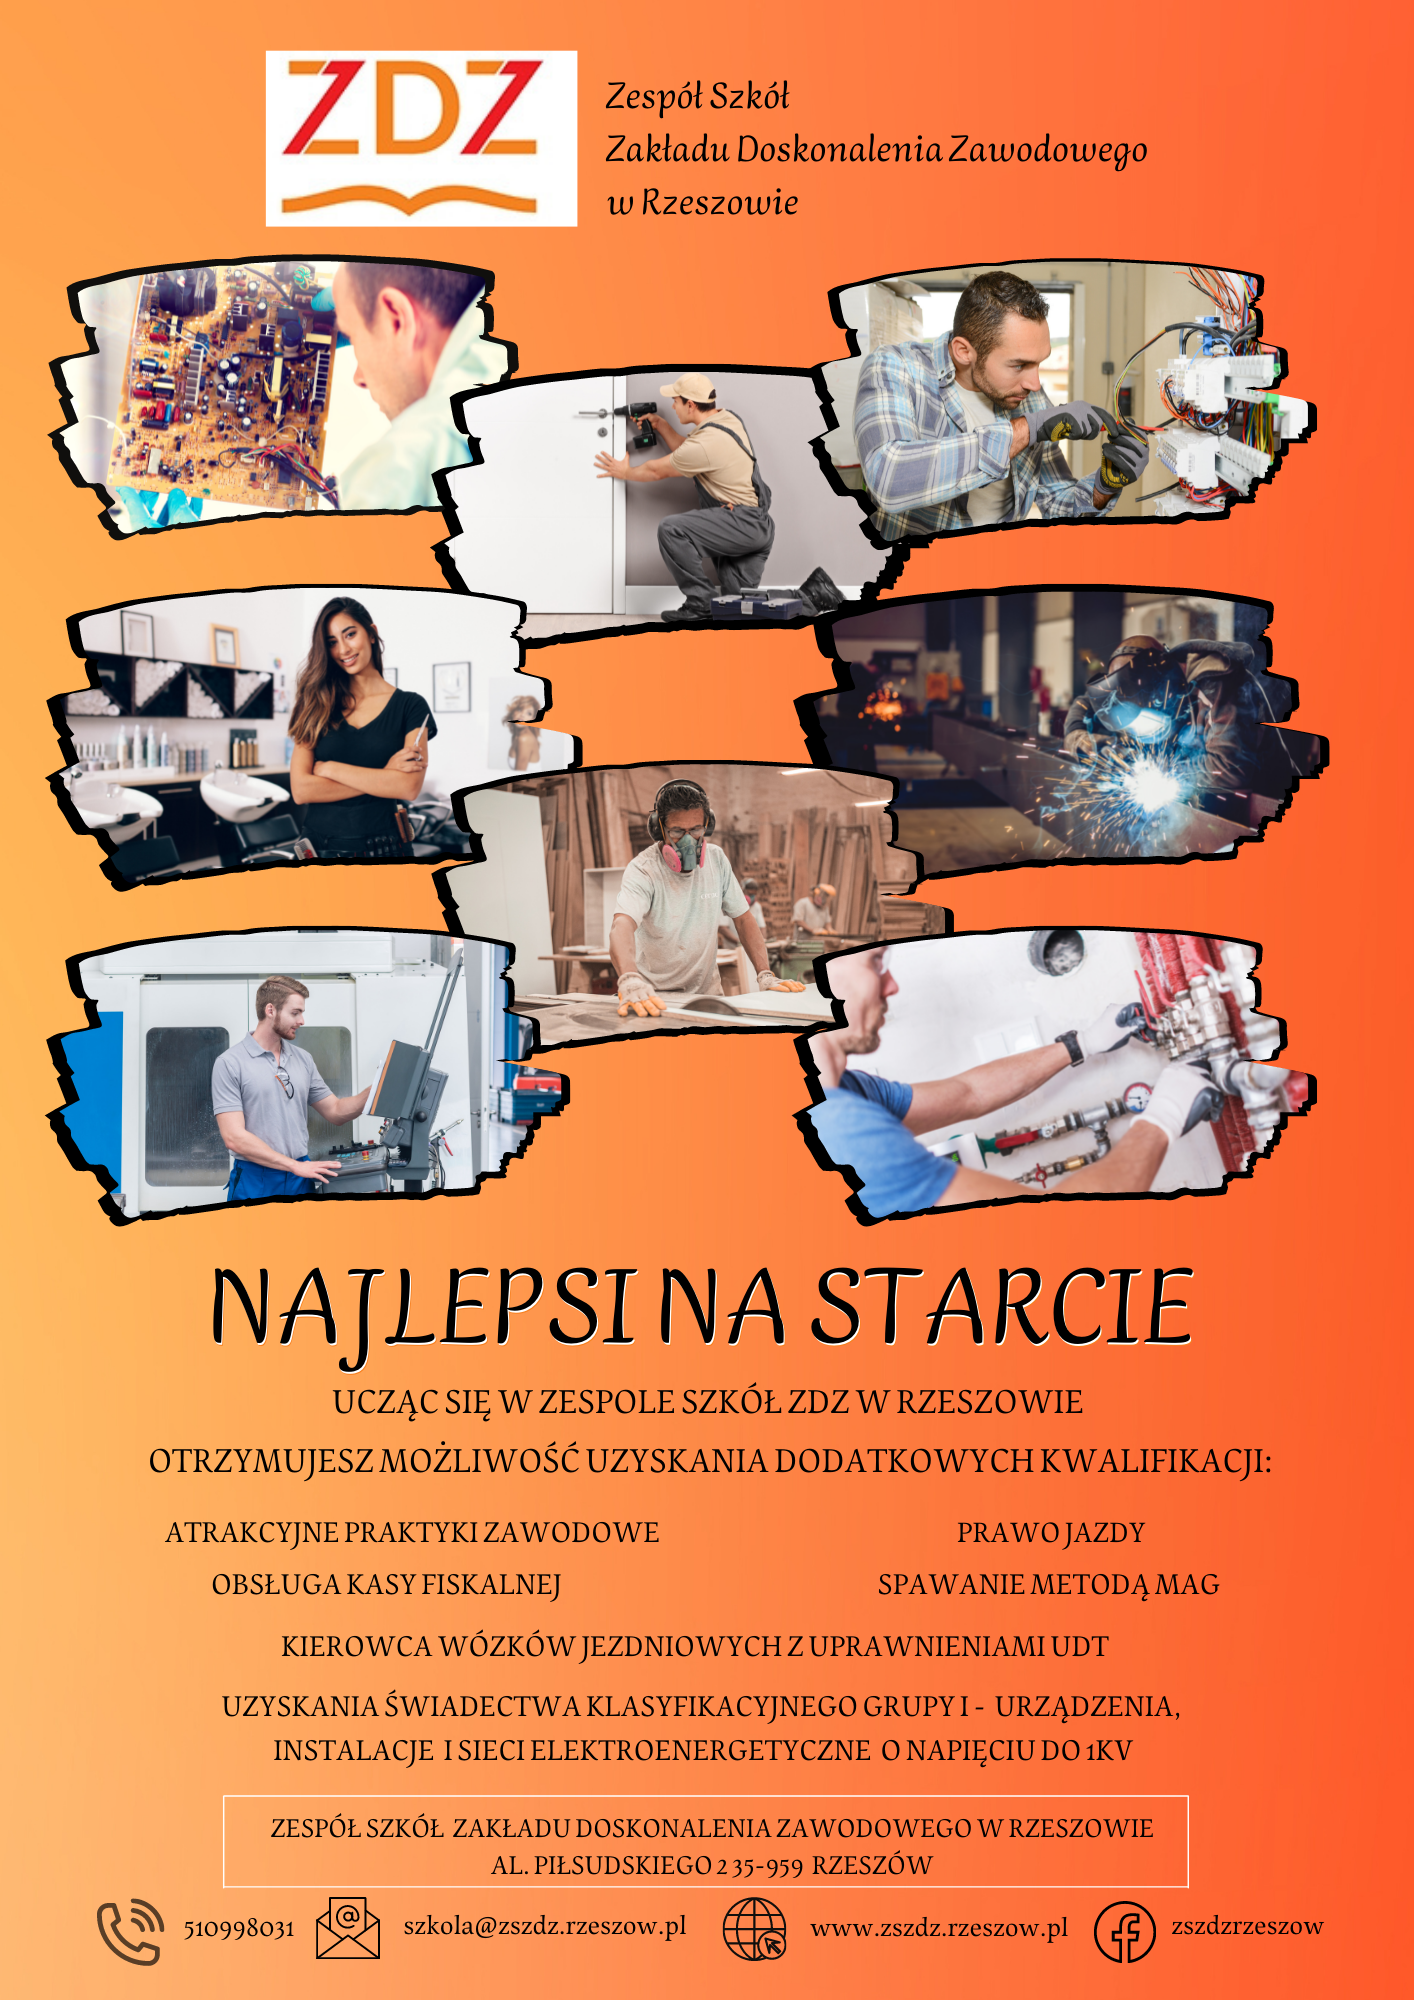 ZDZ
Zespół Szkół
Zakładu Doskonalenia Zawodowego
w Rzeszowie
NAJLEPSI NA STARCIE
UCZĄC SIĘ W ZESPOLE SZKÓŁ ZDZ W RZESZOWIE
OTRZYMUJESZ MOŻLIWOŚĆ UZYSKANIA DODATKOWYCH KWALIFIKACJI:
ATRAKCYJNE PRAKTYKI ZAWODOWE
PRAWO JAZDY
OBSŁUGA KASY FISKALNEJ
SPAWANIE METODĄ MAG
KIEROWCA WÓZKÓW JEZDNIOWYCH Z UPRAWNIENIAMI UDT
UZYSKANIA ŚWIADECTWA KLASYFIKACYJNEGO GRUPY I - URZĄDZENIA,
INSTALACJE I SIECI ELEKTROENERGETYCZNE O NAPIĘCIU DO 1KV
ZESPÓŁ SZKÓŁ ZAKŁADU DOSKONALENIA ZAWODOWEGO W RZESZOWIE
AL. PIŁSUDSKIEGO 2 35-959 RZESZÓW
510998031
szkola@zszdz.rzeszow.pl
www.zszdz.rzeszow.pl
zszdzrzeszow